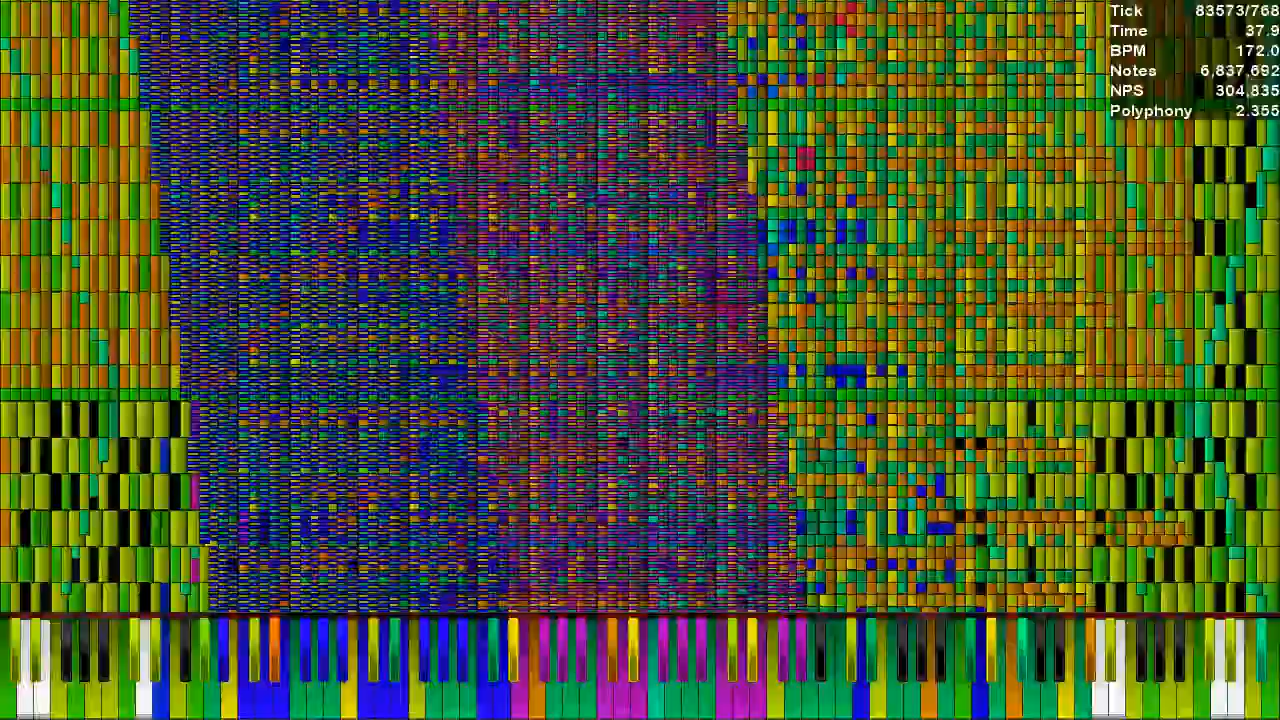 Tick 83573/768
Time 37.9
BPM 172.0
Notes 6,837,692
NPS 304,835
Polyphony 2.355